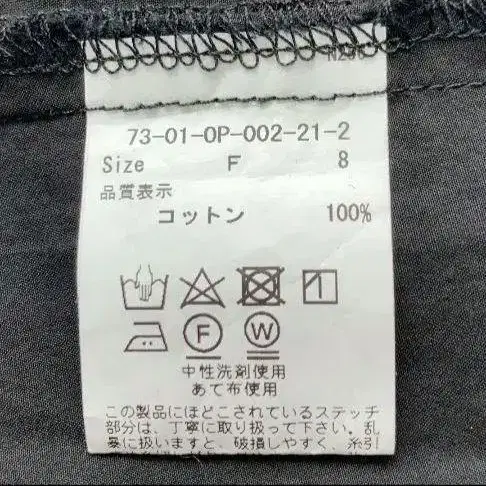 73-01-OP-002-21-2
Size F 8
品質表示
コットン 100%
F W
中性洗剤使用
あて布使用
この製品にほどこされているステッチ
部分は、丁寧に取り扱って下さい。乱
暴に扱いますと、破損しやすく、糸引